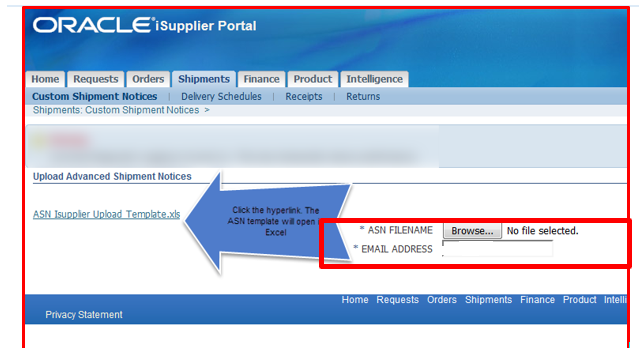 ORACLE iSupplier Portal
Home Requests Orders Shipments Finance Product Intelligence
Custom Shipment Notices | Delivery Schedules | Receipts | Returns
Shipments: Custom Shipment Notices >
Upload Advanced Shipment Notices
ASN Isupplier Upload Template.xls
Click the hyperlink. The
ASN template will open
Excel
* ASN FILENAME Browse... No file selected.
* EMAIL ADDRESS
Home Requests Orders Shipments Finance Product Intelli
Privacy Statement